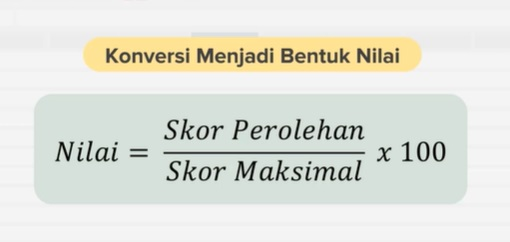 Konversi Menjadi Bentuk Nilai
Nilai = Skor Perolehan / Skor Maksimal x 100